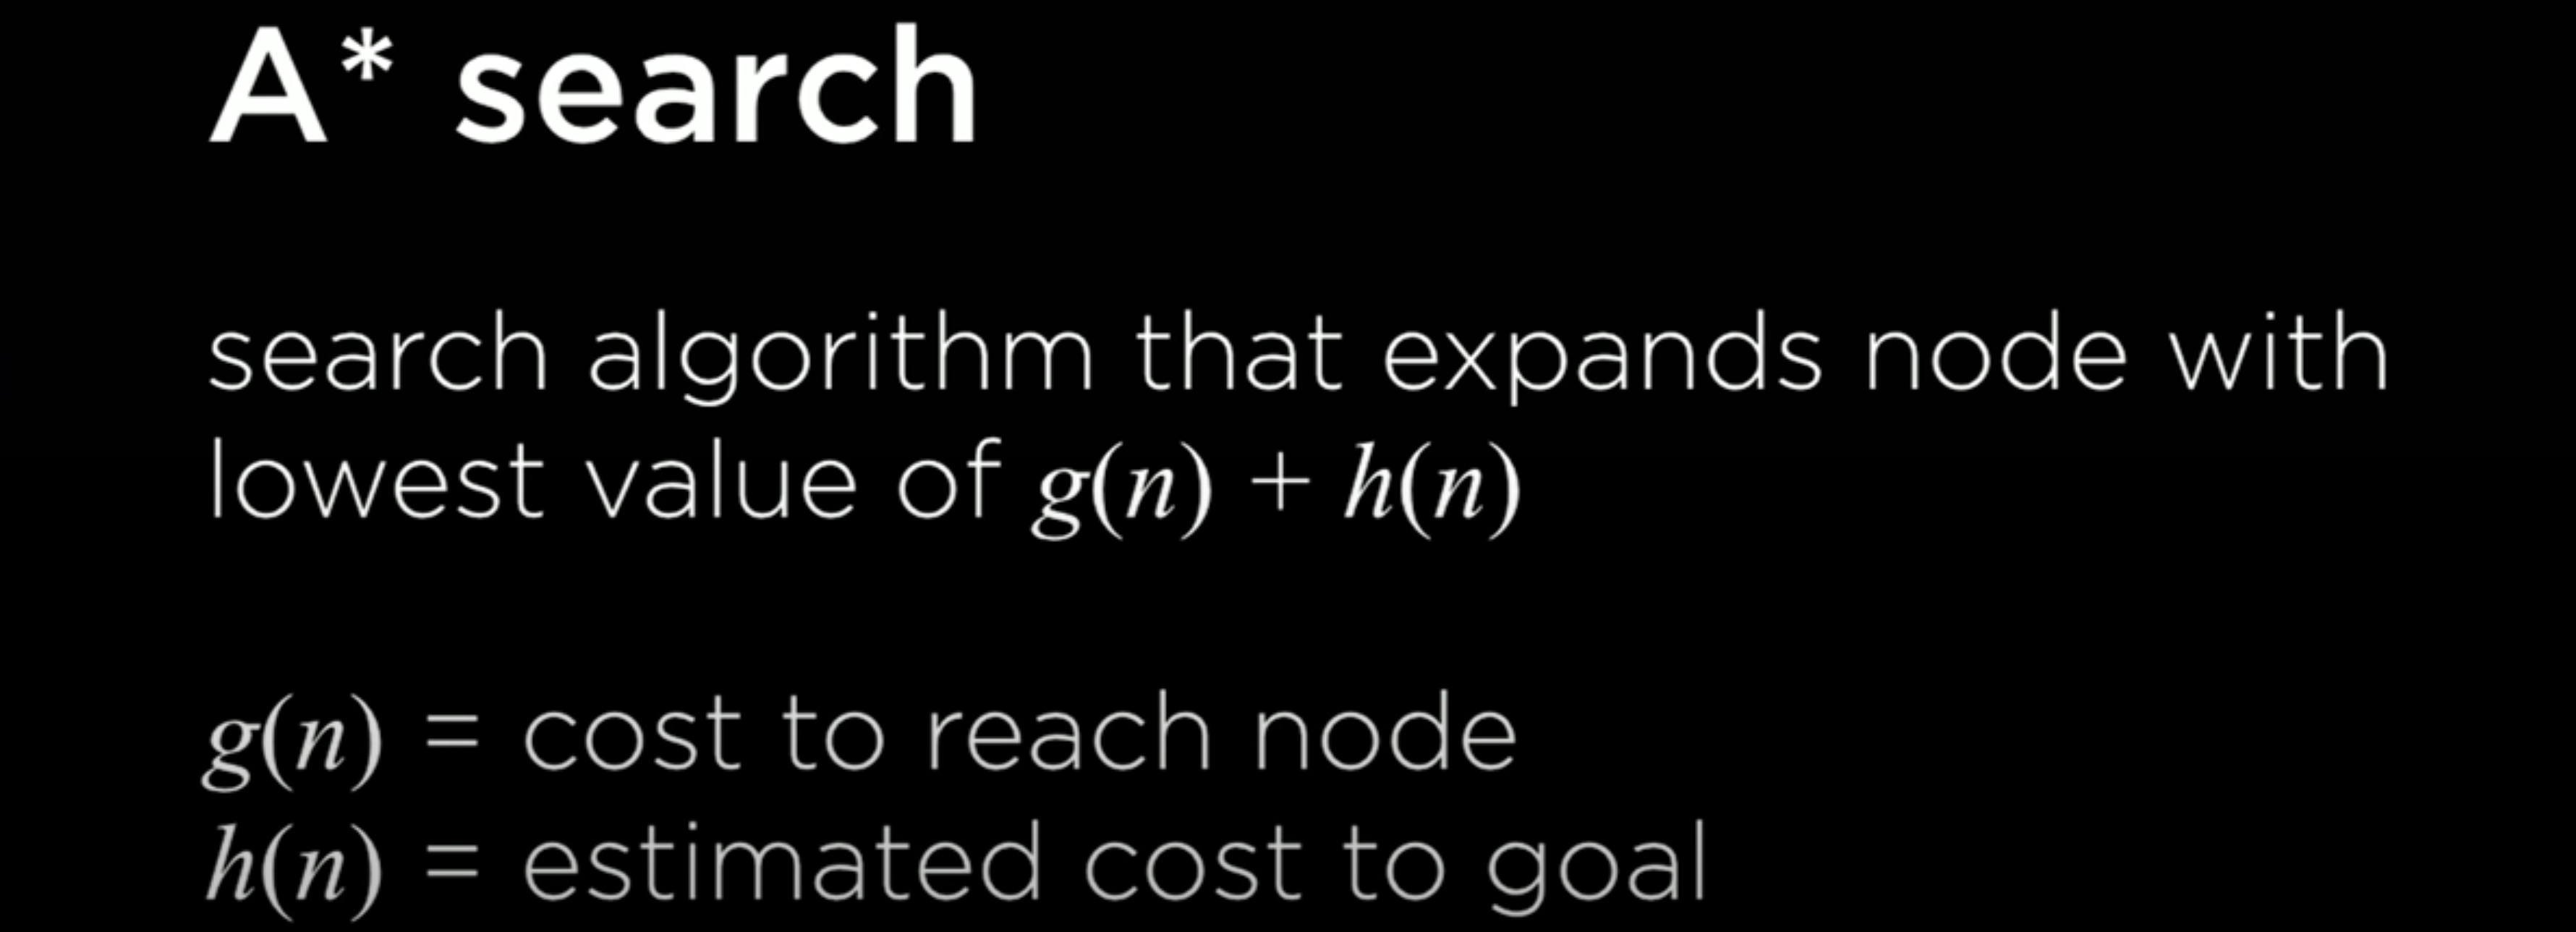 A* search
search algorithm that expands node with
lowest value of g(n) + h(n)
g(n) = cost to reach node
h(n) = estimated cost to goal